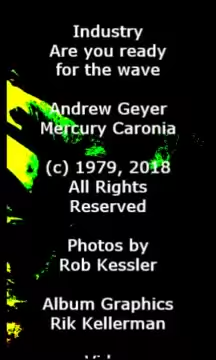 Industry
Are you ready
for the wave
Andrew Geyer
Mercury Caronia
(c) 1979, 2018
All Rights
Reserved
Photos by
Rob Kessler
Album Graphics
Rik Kellerman